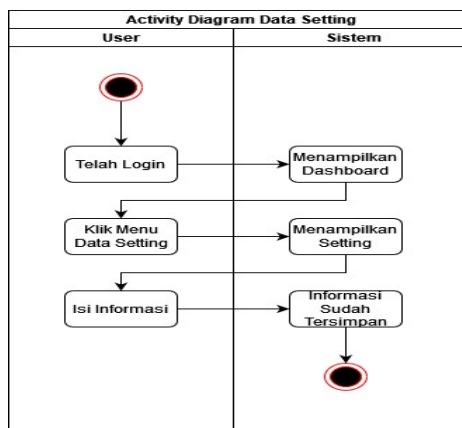 Activity Diagram Data Setting
User
Sistem
Telah Login
Menampilkan
Dashboard
Klik Menu
Data Setting
Menampilkan
Setting
Isi Informasi
Informasi
Sudah
Tersimpan